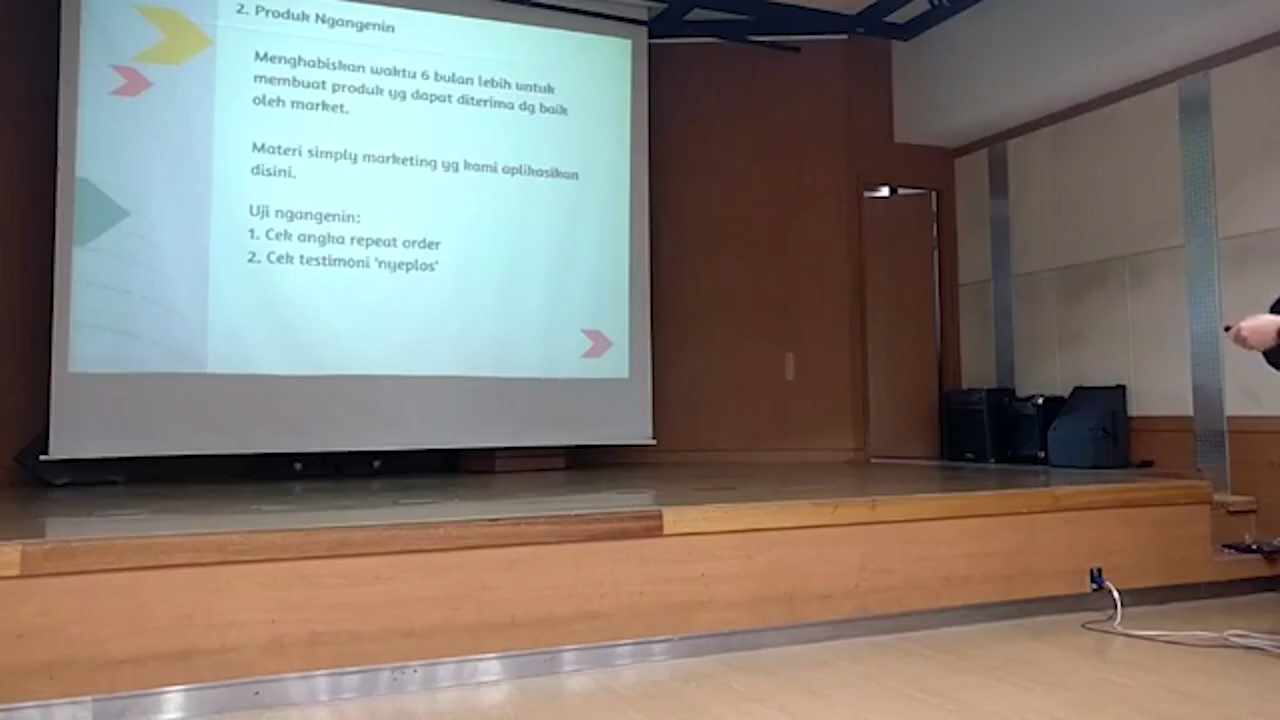 2. Produk Ngangenin
Menghabiskan waktu 6 bulan lebih untuk
membuat produk yg dapat diterima dg baik
oleh market.
Materi simply marketing yg kami aplikasikan
disini.
Uji ngangenin:
1. Cek angka repeat order
2. Cek testimoni "nyeplos"